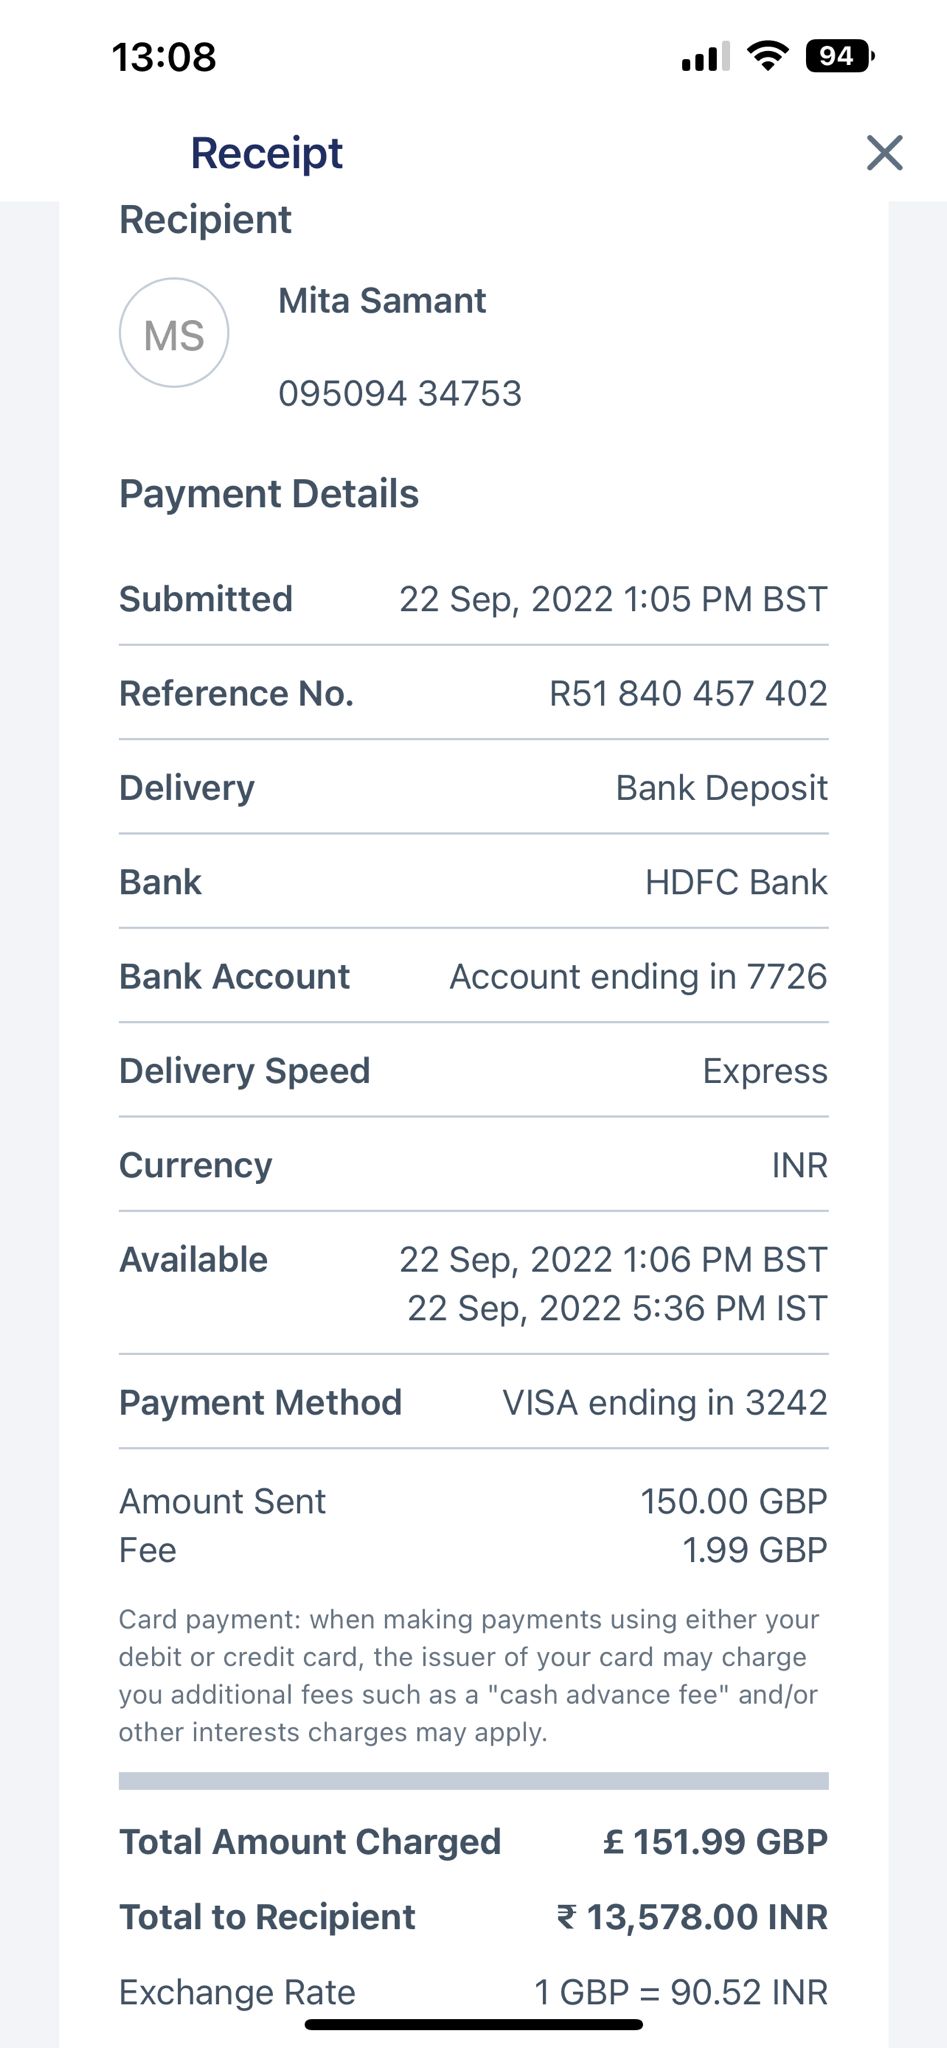 13:08
94
Receipt
Recipient
MS
Mita Samant
095094 34753
Payment Details
Submitted 22 Sep, 2022 1:05 PM BST
Reference No. R51 840 457 402
Delivery Bank Deposit
Bank HDFC Bank
Bank Account Account ending in 7726
Delivery Speed Express
Currency INR
Available 22 Sep, 2022 1:06 PM BST
22 Sep, 2022 5:36 PM IST
Payment Method VISA ending in 3242
Amount Sent 150.00 GBP
Fee 1.99 GBP
Card payment: when making payments using either your
debit or credit card, the issuer of your card may charge
you additional fees such as a "cash advance fee" and/or
other interests charges may apply.
Total Amount Charged £ 151.99 GBP
Total to Recipient ₹ 13,578.00 INR
Exchange Rate 1 GBP = 90.52 INR